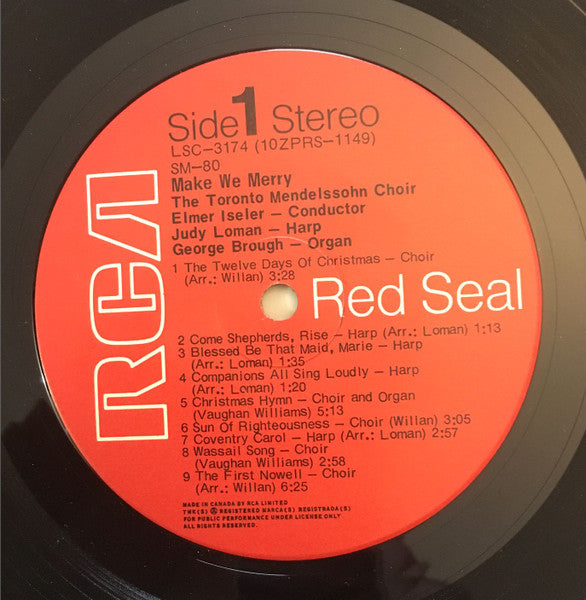 Side 1 Stereo
LSC-3174 (10ZPRS-1149)
SM-80
Make We Merry
The Toronto Mendelssohn Choir
Elmer Iseler - Conductor
Judy Loman - Harp
George Brough - Organ
1 The Twelve Days Of Christmas - Choir
(Arr.: Willan) 3:28
RCA
Red Seal
2 Come Shepherds, Rise - Harp (Arr.: Loman) 1:13
3 Blessed Be That Maid, Marie - Harp
(Arr.: Loman) 1:35
4 Companions All Sing Loudly - Harp
(Arr.: Loman) 1:20
5 Christmas Hymn - Choir and Organ
(Vaughan Williams) 5:13
6 Sun Of Righteousness - Choir (Willan) 3:05
7 Coventry Carol - Harp (Arr.: Loman) 2:57
8 Wassail Song - Choir
(Vaughan Williams) 2:58
9 The First Nowell - Choir
(Arr.: Willan) 6:25
MADE IN CANADA BY RCA LIMITED
TMK(S) ® REGISTERED MARCA(S) REGISTRADA(S)
FOR PUBLIC PERFORMANCE UNDER LICENSE ONLY
ALL RIGHTS RESERVED.